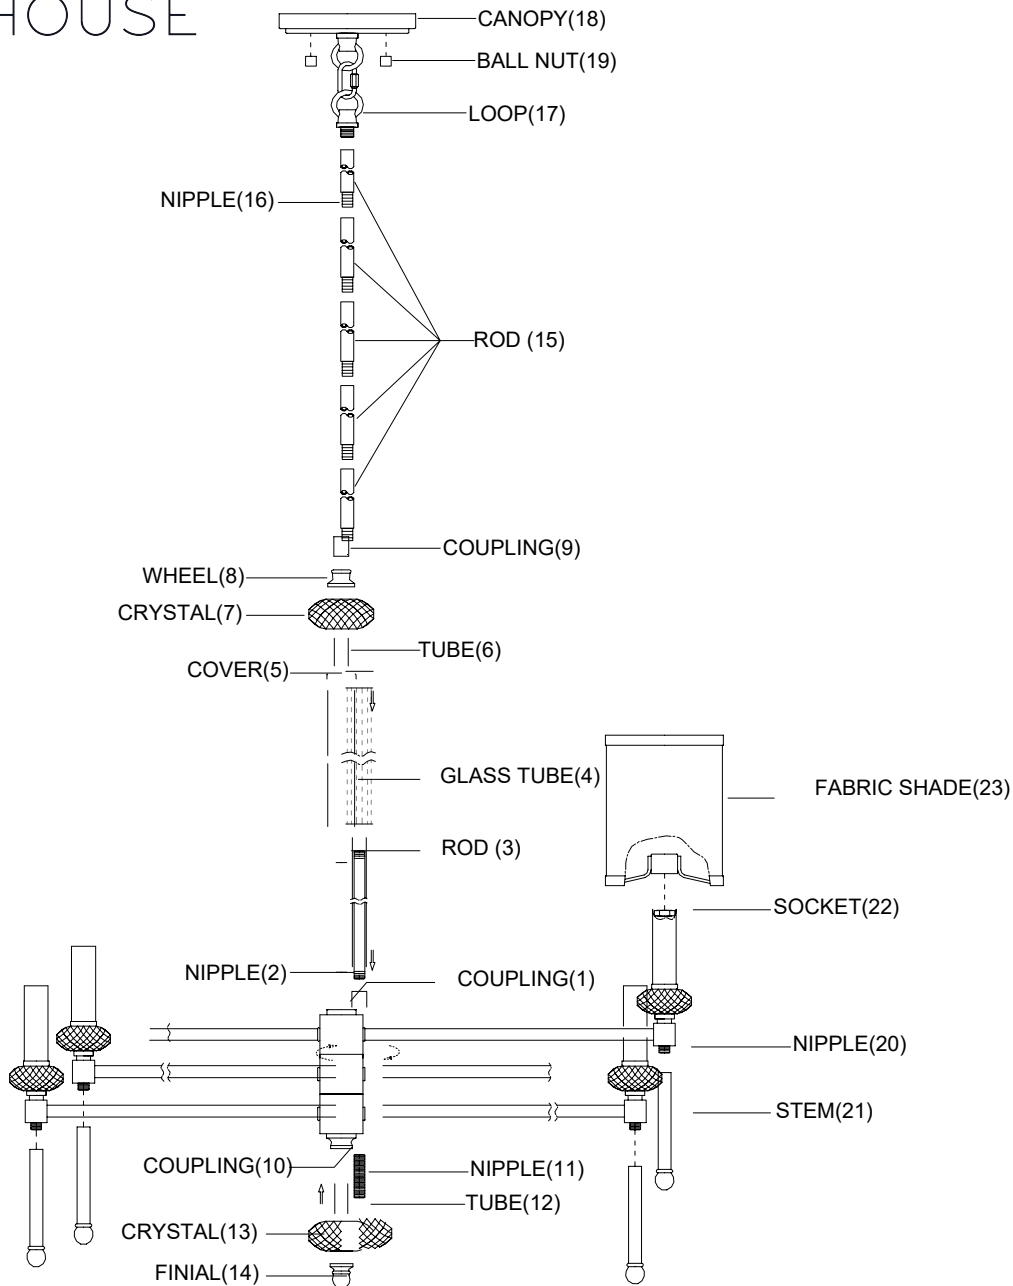 HOUSE
CANOPY(18)
BALL NUT(19)
LOOP(17)
NIPPLE(16)
ROD (15)
COUPLING(9)
WHEEL(8)
CRYSTAL(7)
TUBE(6)
COVER(5)
GLASS TUBE(4)
FABRIC SHADE(23)
ROD (3)
SOCKET(22)
NIPPLE(2)
COUPLING(1)
NIPPLE(20)
STEM(21)
COUPLING(10)
NIPPLE(11)
TUBE(12)
CRYSTAL(13)
FINIAL(14)